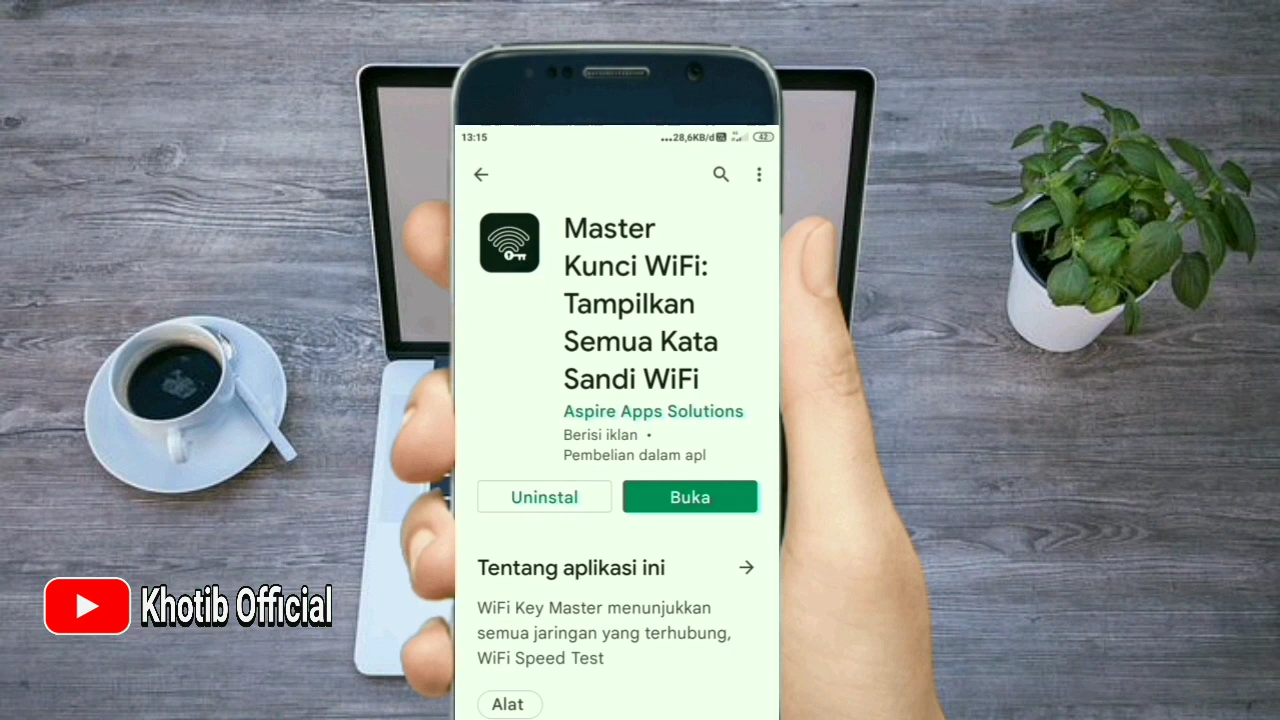 13:15
...28,6KB/d
42
Master
Kunci WiFi:
Tampilkan
Semua Kata
Sandi WiFi
Aspire Apps Solutions
Berisi iklan •
Pembelian dalam apl
Uninstal
Buka
Tentang aplikasi ini
WiFi Key Master menunjukkan
semua jaringan yang terhubung,
WiFi Speed Test
Alat
Khotib Official